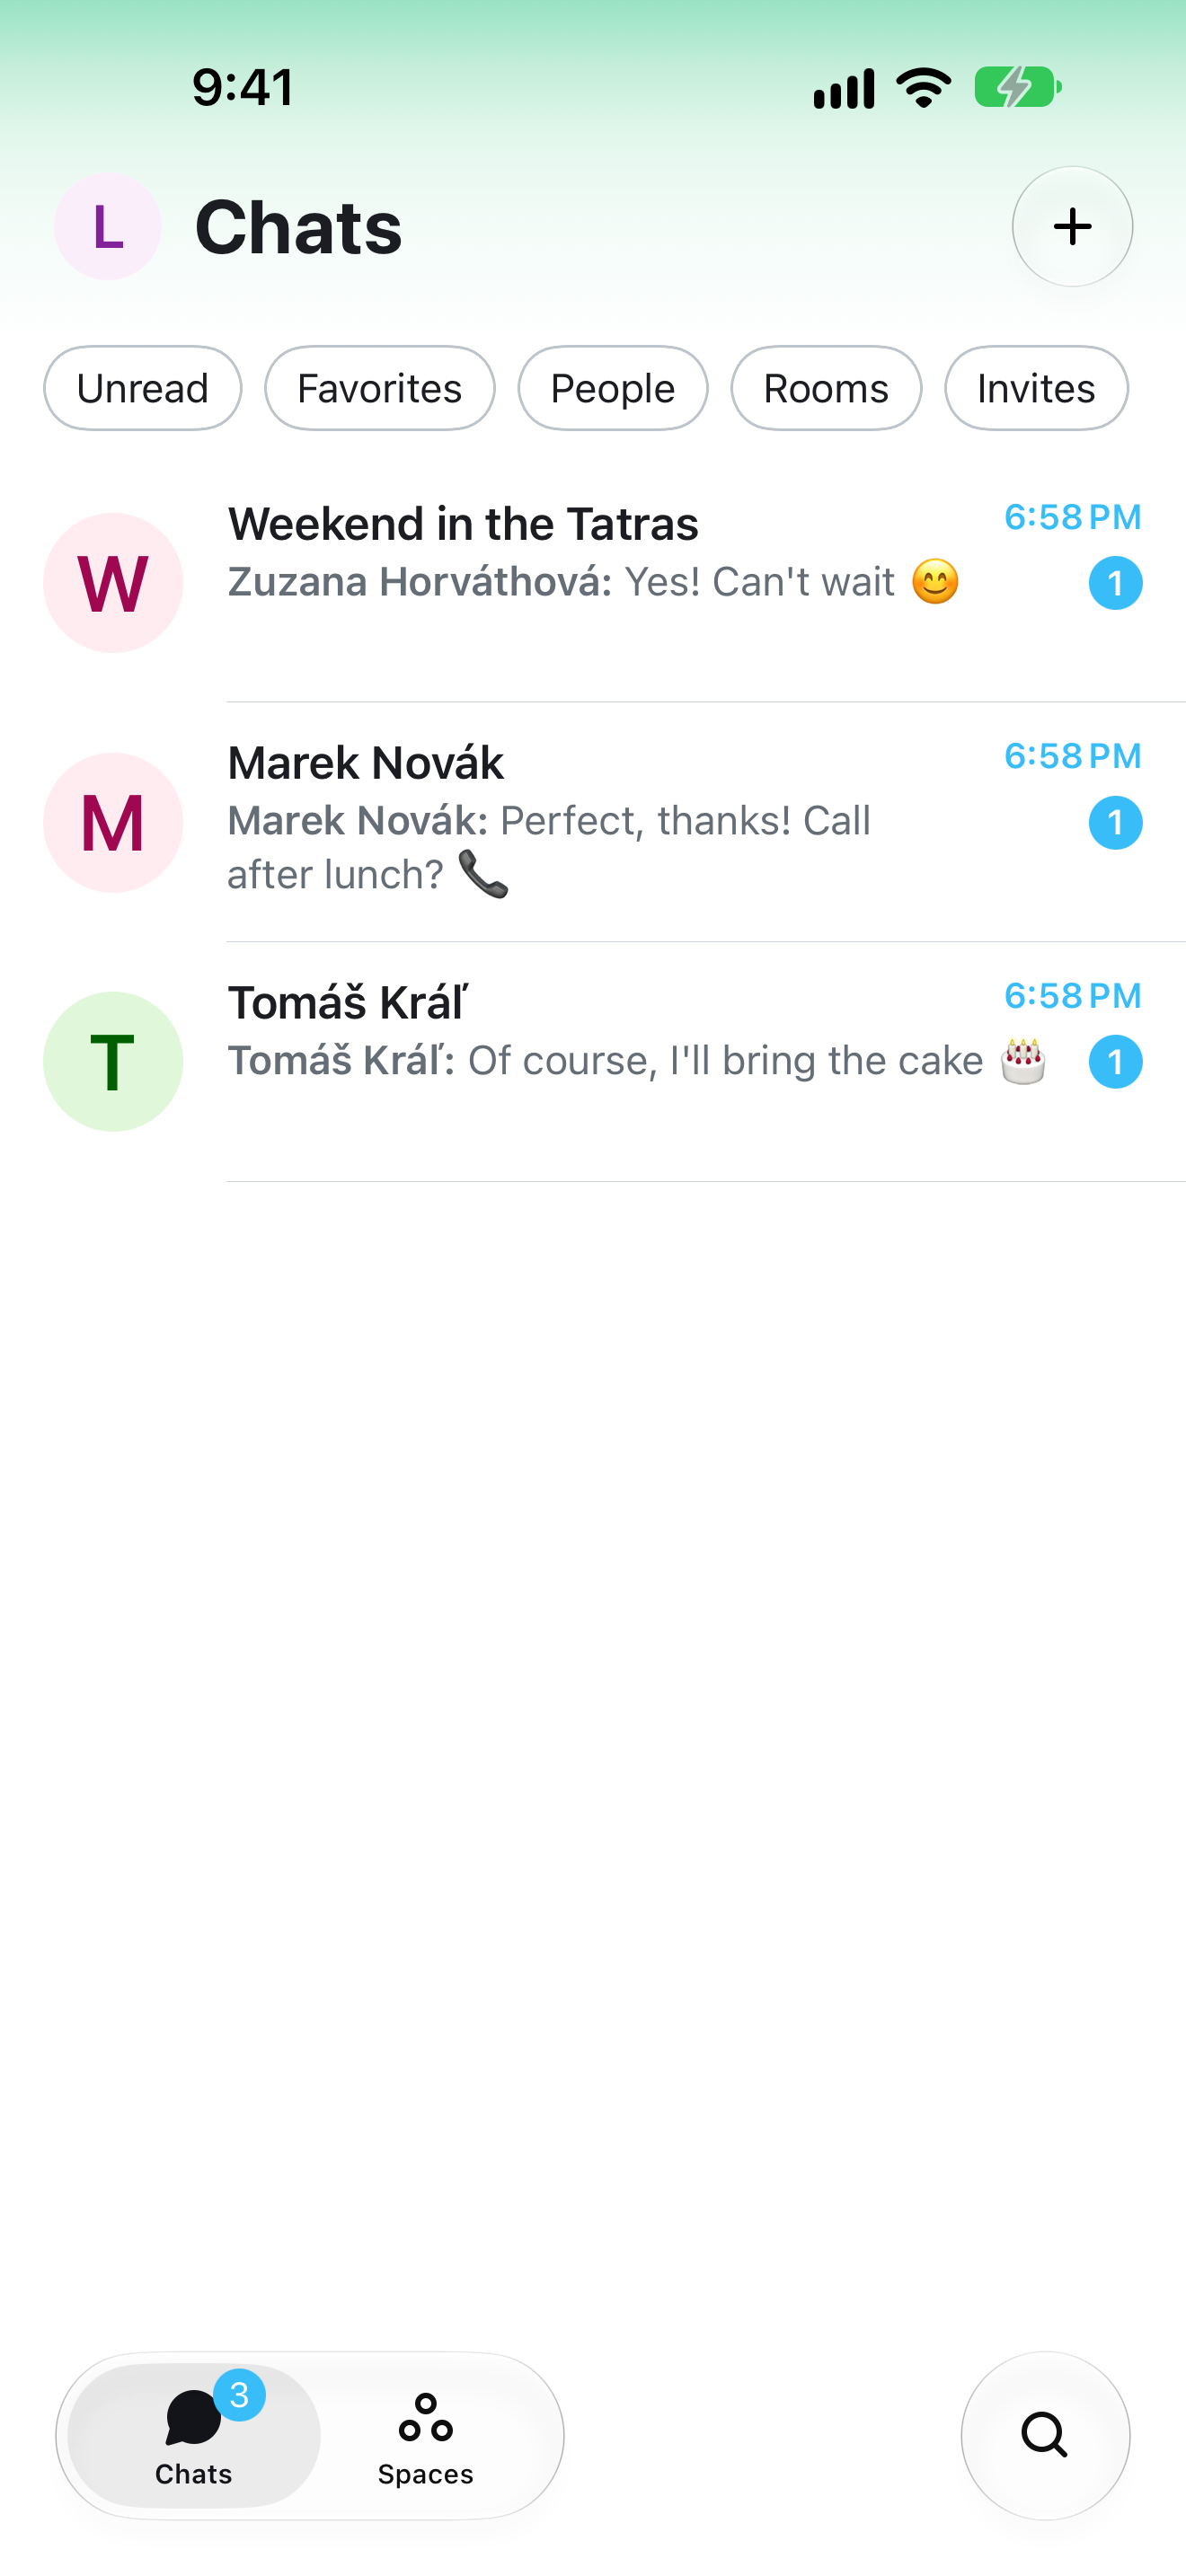 9:41
L
Chats
Unread
Favorites
People
Rooms
Invites
W
Weekend in the Tatras
6:58 PM
Zuzana Horváthová: Yes! Can't wait 😊
1
M
Marek Novák
6:58 PM
Marek Novák: Perfect, thanks! Call
1
after lunch? 📞
T
Tomáš Kráľ
6:58 PM
Tomáš Kráľ: Of course, I'll bring the cake 🎂
1
3
Chats
Spaces